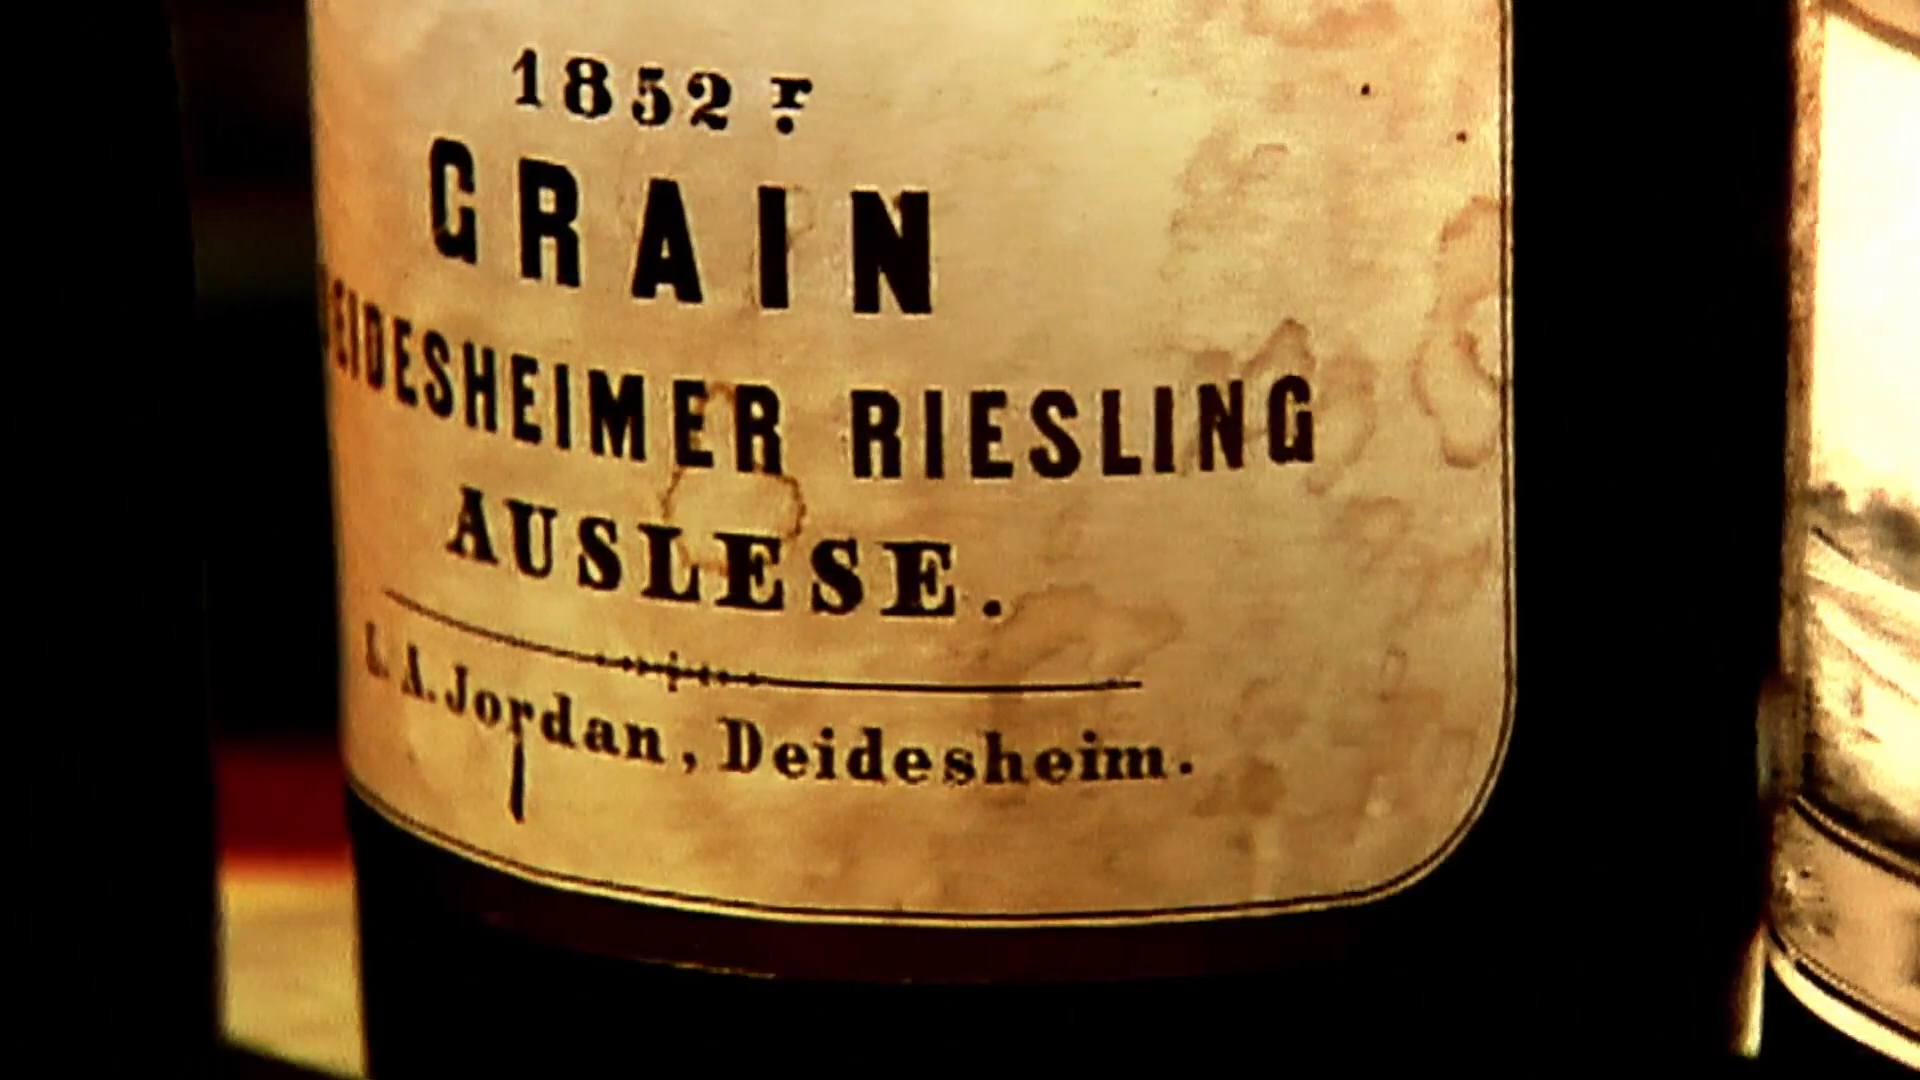 1852r
GRAIN
EIDESHEIMER RIESLING
AUSLESE.
L. A. Jordan, Deidesheim.